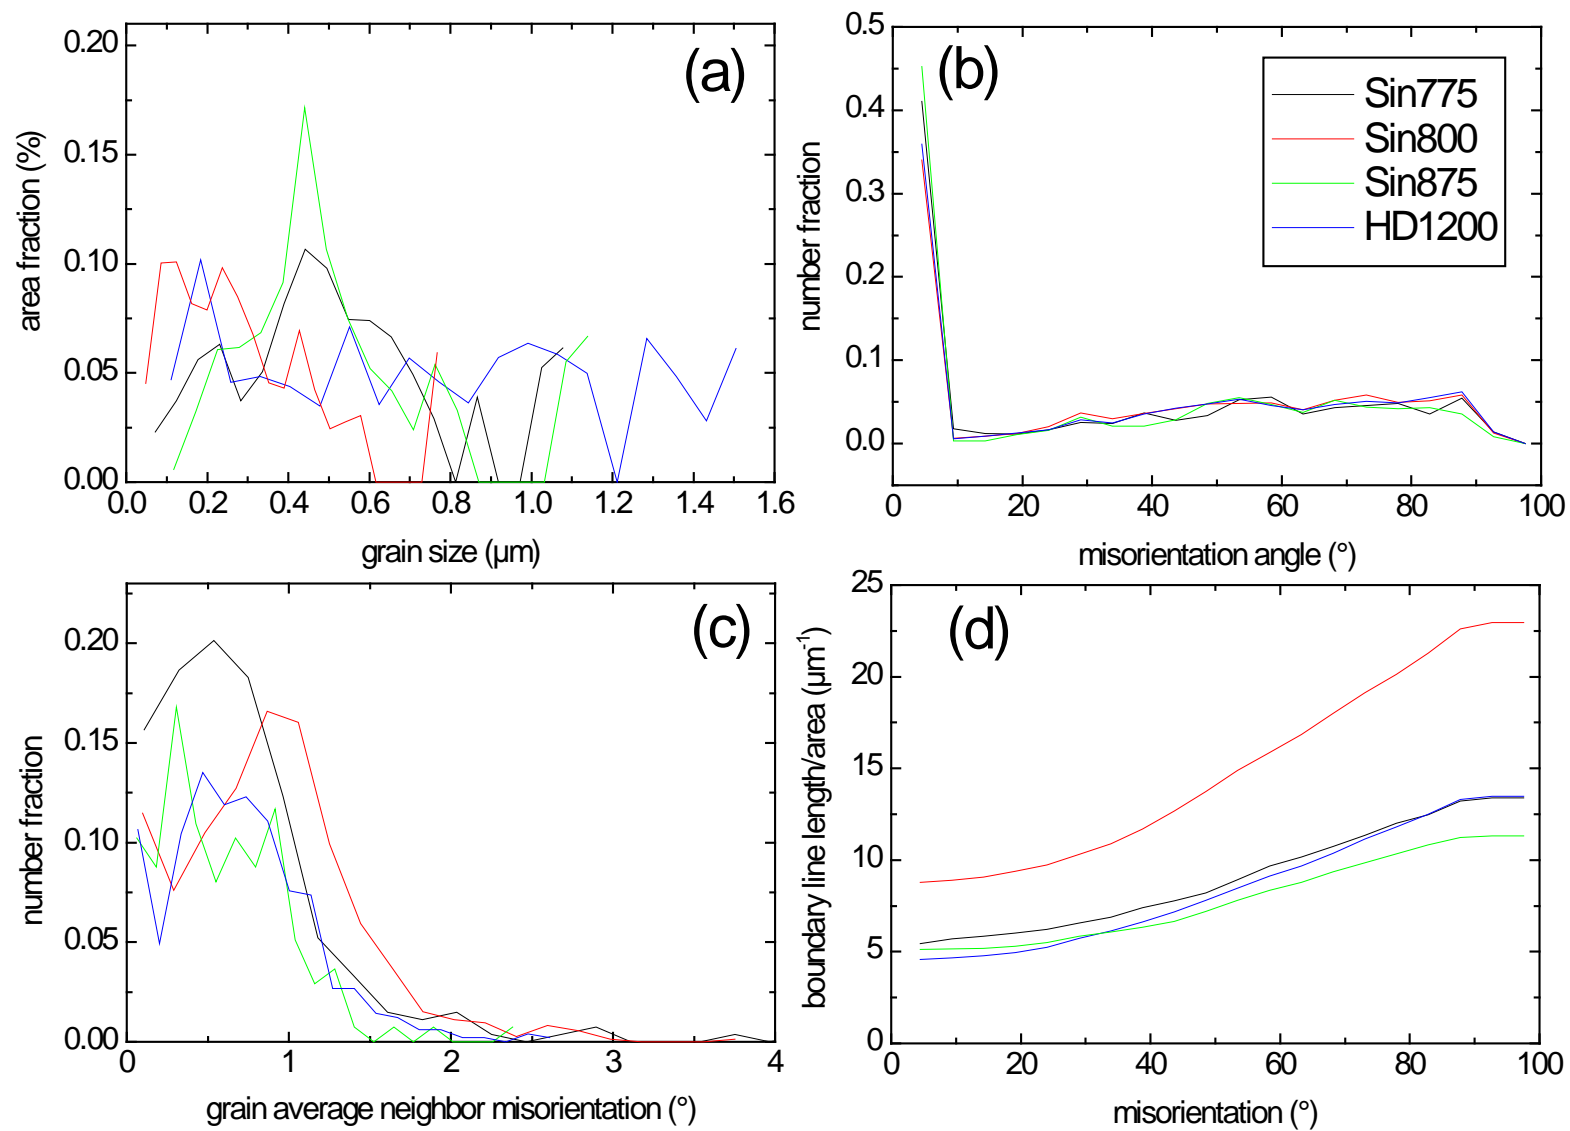 (a)
0.20
0.15
0.10
0.05
0.00
area fraction (%)
0.0 0.2 0.4 0.6 0.8 1.0 1.2 1.4 1.6
grain size (µm)
(b)
0.5
0.4
0.3
0.2
0.1
0.0
number fraction
Sin775
Sin800
Sin875
HD1200
0 20 40 60 80 100
misorientation angle (°)
(c)
0.20
0.15
0.10
0.05
0.00
number fraction
0 1 2 3 4
grain average neighbor misorientation (°)
(d)
25
20
15
10
5
0
boundary line length/area (µm⁻¹)
0 20 40 60 80 100
misorientation (°)